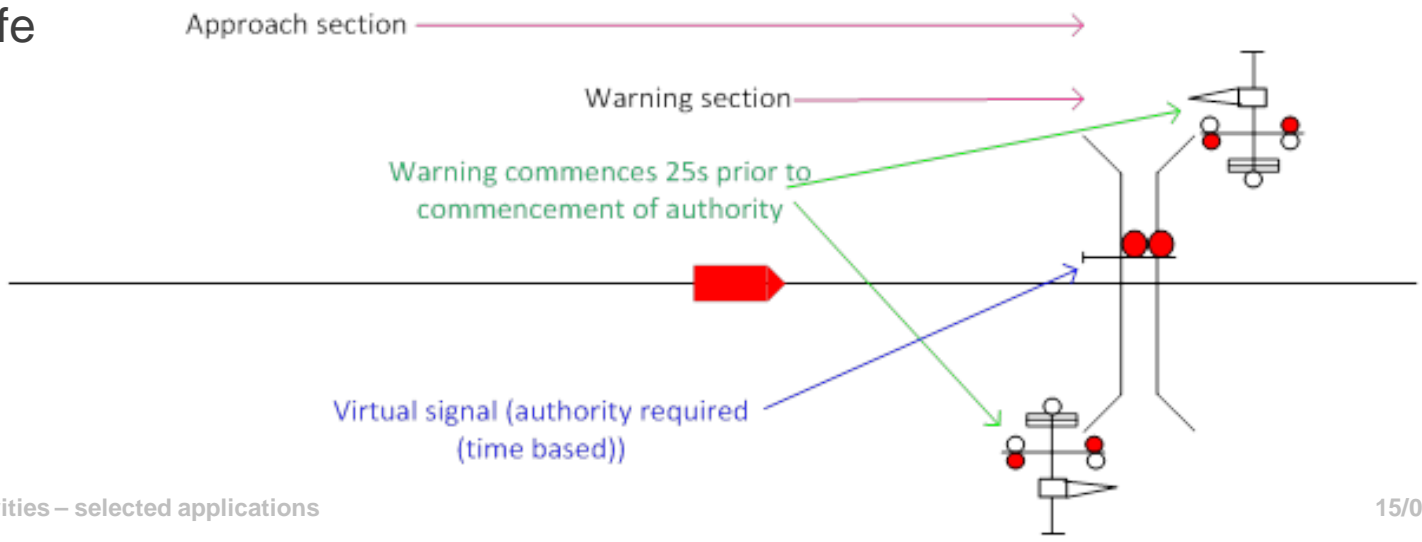 fe
Approach section
Warning section
Warning commences 25s prior to
commencement of authority
Virtual signal (authority required
(time based))
ities – selected applications
15/0